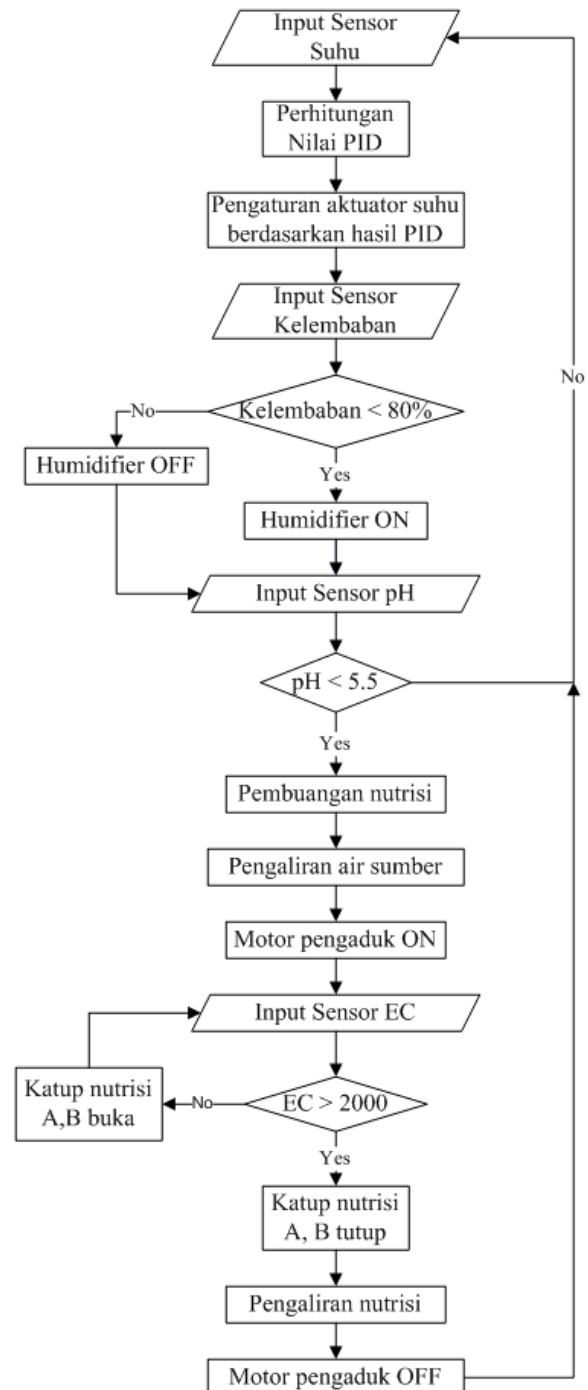 Input Sensor
Suhu
Perhitungan
Nilai PID
Pengaturan aktuator suhu
berdasarkan hasil PID
Input Sensor
Kelembaban
No
Kelembaban < 80%
No
Humidifier OFF
Yes
Humidifier ON
Input Sensor pH
pH < 5.5
Yes
Pembuangan nutrisi
Pengaliran air sumber
Motor pengaduk ON
Input Sensor EC
Katup nutrisi
A,B buka
No
EC > 2000
Yes
Katup nutrisi
A, B tutup
Pengaliran nutrisi
Motor pengaduk OFF